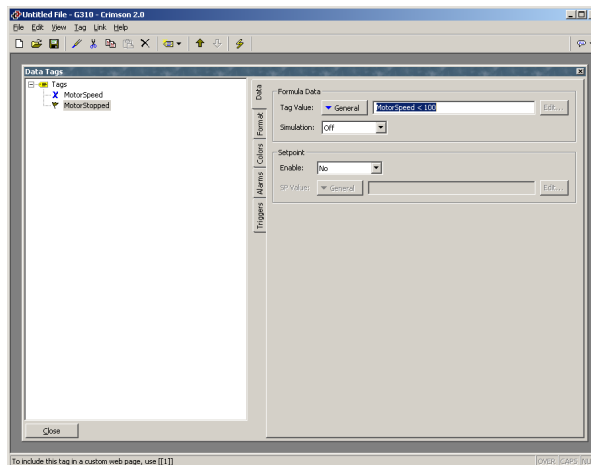 Untitled File - G310 - Crimson 2.0
File Edit View Tag Link Help
Data Tags
Tags
MotorSpeed
MotorStopped
Data
Format
Colors
Alarms
Triggers
Formula Data
Tag Value: General MotorSpeed < 100 Edit...
Simulation: Off
Setpoint
Enable: No
SP Value: General Edit...
Close
To include this tag in a custom web page, use [[1]] OVER CAPS